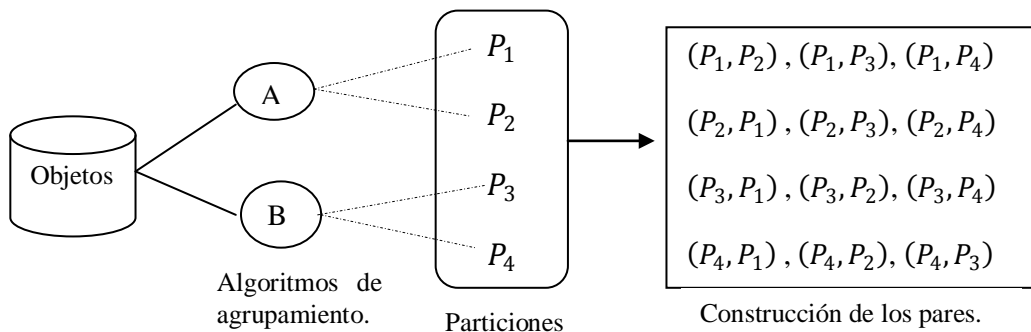 Objetos
A
B
Algoritmos de
agrupamiento.
P₁
P₂
P₃
P₄
Particiones
(P₁, P₂) , (P₁, P₃), (P₁, P₄)
(P₂, P₁) , (P₂, P₃), (P₂, P₄)
(P₃, P₁) , (P₃, P₂), (P₃, P₄)
(P₄, P₁) , (P₄, P₂), (P₄, P₃)
Construcción de los pares.